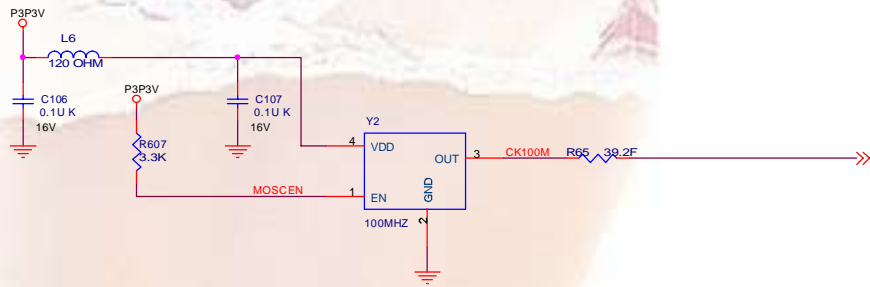 P3P3V
L6
120 OHM
C106
0.1U K
16V
P3P3V
R607
3.3K
C107
0.1U K
16V
Y2
4
VDD
OUT
3
CK100M
R65
39.2F
MOSCEN
1
EN
GND
2
100MHZ